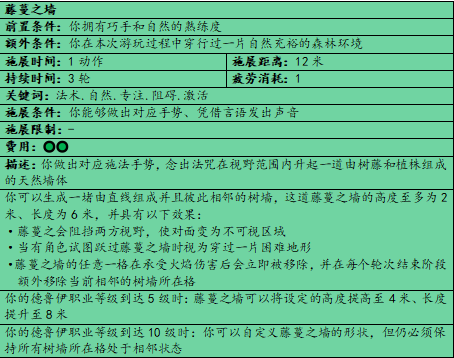 藤蔓之墙
前置条件: 你拥有巧手和自然的熟练度
额外条件: 你在本次游玩过程中穿行过一片自然充裕的森林环境
施展时间: 1 动作 施展距离: 12 米
持续时间: 3 轮 疲劳消耗: 1
关键词: 法术、自然、专注、阻碍、激活
施展条件: 你能够做出对应手势、凭借言语发出声音
施展限制: -
费用:
描述: 你做出对应施法手势，念出法咒在视野范围内升起一道由树藤和植株组成
的天然墙体
你可以生成一堵由直线组成并且彼此相邻的树墙，这道藤蔓之墙的高度至多为 2
米、长度为 6 米，并具有以下效果:
·藤蔓之会阻挡两方视野，使对面变为不可视区域
·当有角色试图跃过藤蔓之墙时视为穿过一片困难地形
·藤蔓之墙的任意一格在承受火焰伤害后会立即被移除，并在每个轮次结束阶段
额外移除当前相邻的树墙所在格
你的德鲁伊职业等级到达 5 级时: 藤蔓之墙可以将设定的高度提高至 4 米、长度
提升至 8 米
你的德鲁伊职业等级到达 10 级时: 你可以自定义藤蔓之墙的形状，但仍必须保
持所有树墙所在格处于相邻状态